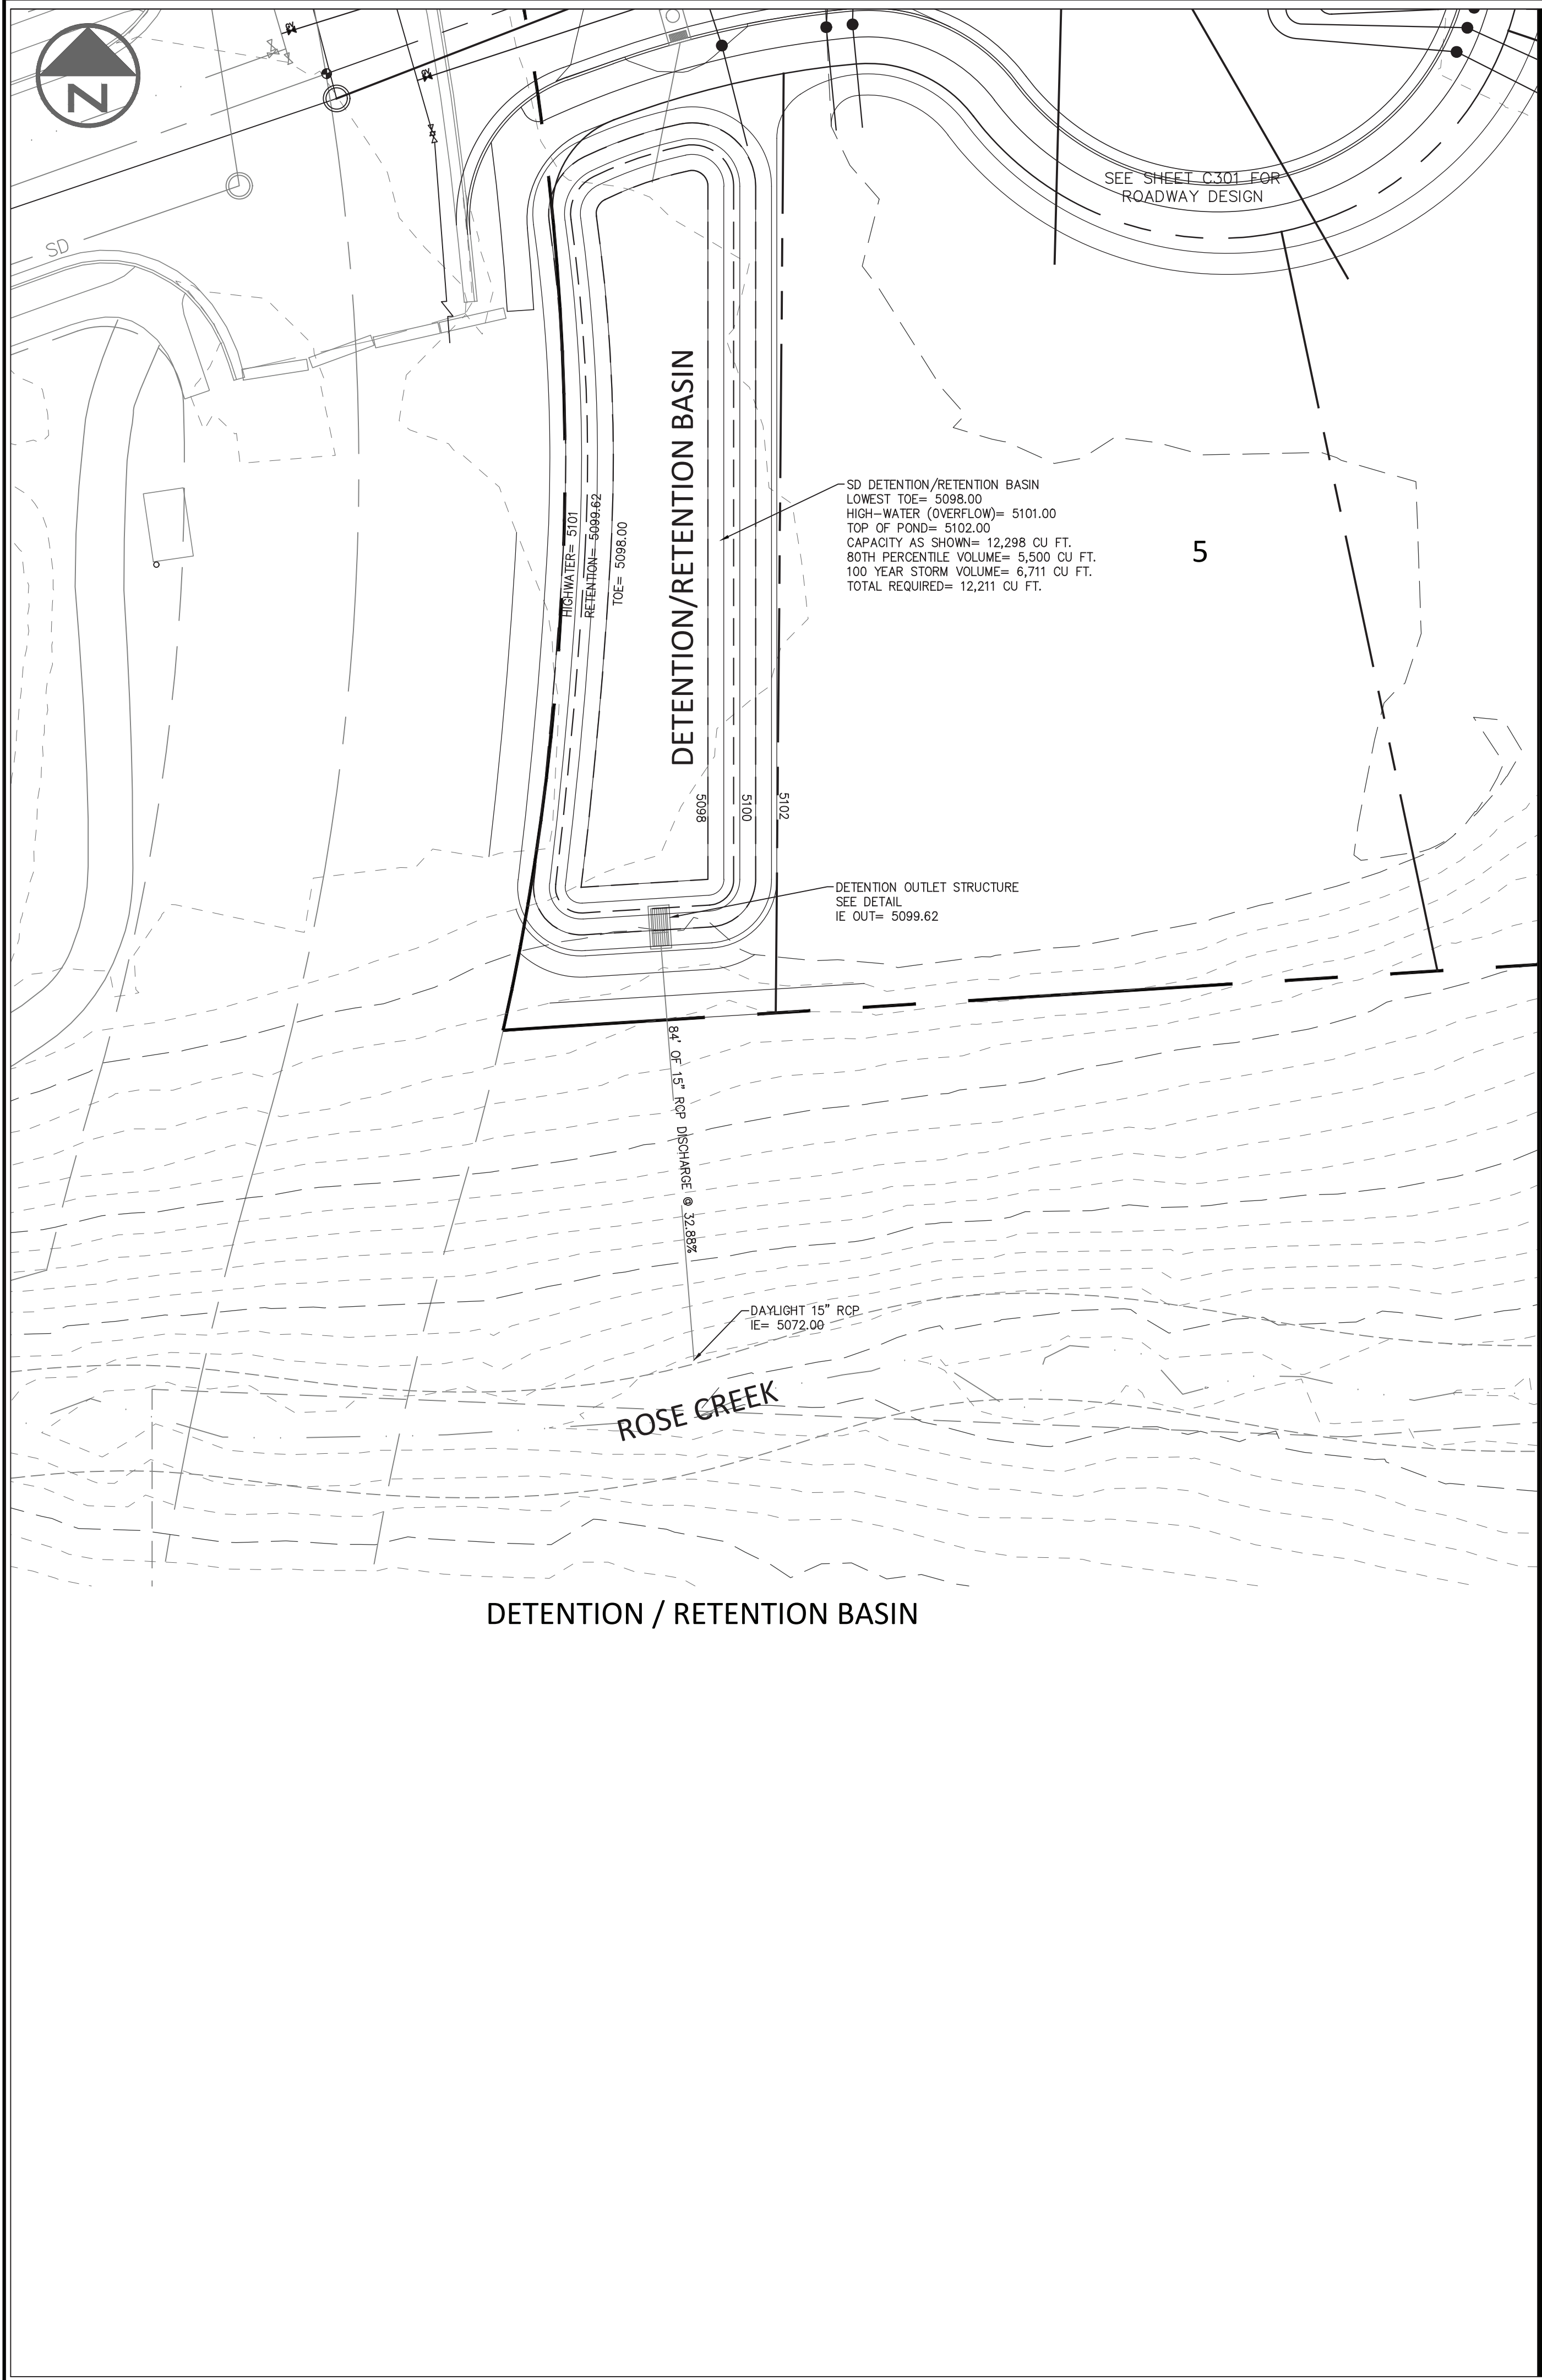 N
SD
SEE SHEET C301 FOR
ROADWAY DESIGN
DETENTION/RETENTION BASIN
HIGHWATER= 5101
RETENTION= 5099.62
TOE= 5098.00
SD DETENTION/RETENTION BASIN
LOWEST TOE= 5098.00
HIGH-WATER (OVERFLOW)= 5101.00
TOP OF POND= 5102.00
CAPACITY AS SHOWN= 12,298 CU FT.
80TH PERCENTILE VOLUME= 5,500 CU FT.
100 YEAR STORM VOLUME= 6,711 CU FT.
TOTAL REQUIRED= 12,211 CU FT.
5
5098
5100
5102
DETENTION OUTLET STRUCTURE
SEE DETAIL
IE OUT= 5099.62
84' OF 15" RCP DISCHARGE @ 32.88%
DAYLIGHT 15" RCP
IE= 5072.00
ROSE CREEK
DETENTION / RETENTION BASIN